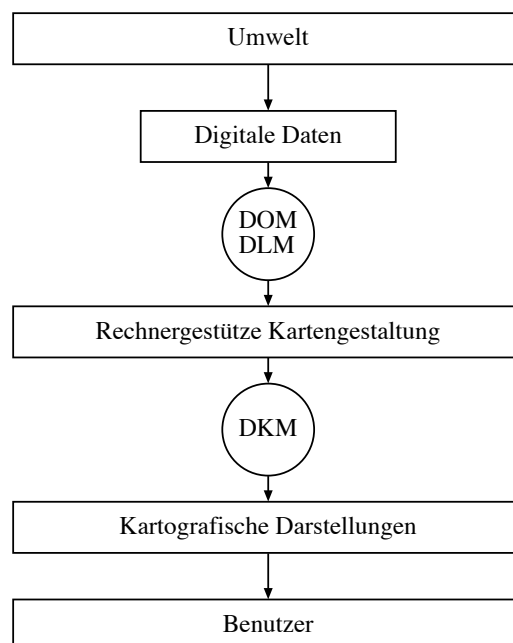 Umwelt
Digitale Daten
DOM
DLM
Rechnergestütze Kartengestaltung
DKM
Kartografische Darstellungen
Benutzer